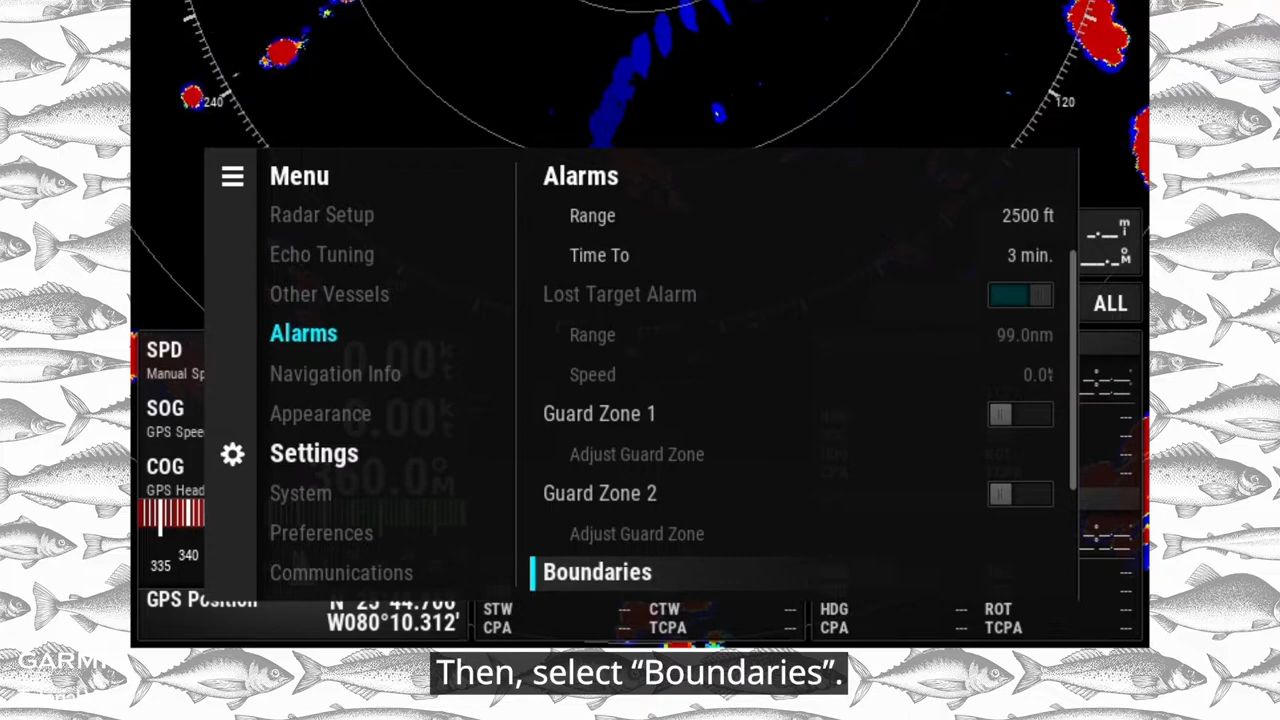 240
120
Menu
Radar Setup
Echo Tuning
Other Vessels
Alarms
Navigation Info
Appearance
Settings
System
Preferences
Communications
Alarms
Range 2500 ft
Time To 3 min.
Lost Target Alarm
Range 99.0nm
Speed
Guard Zone 1
Adjust Guard Zone
Guard Zone 2
Adjust Guard Zone
Boundaries
ALL
SPD
SOG
COG
335
340
GPS Position
W080°10.312'
STW --- CTW ---
CPA --- TCPA ---
HDG --- ROT ---
CPA --- TCPA ---
Then, select “Boundaries”.